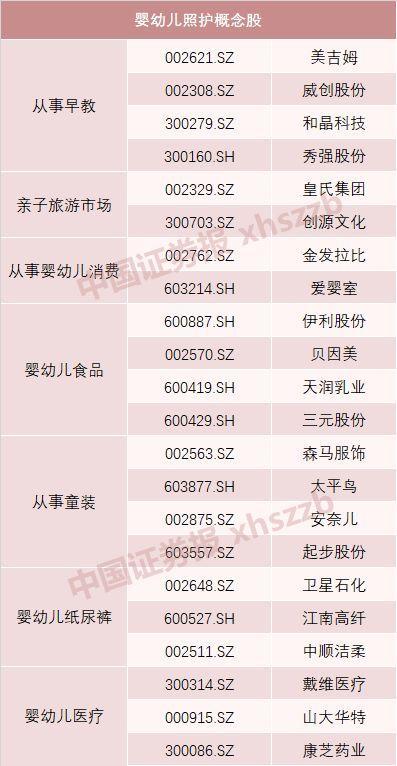 婴幼儿照护概念股
从事早教
002621.SZ 美吉姆
002308.SZ 威创股份
300279.SZ 和晶科技
300160.SH 秀强股份
亲子旅游市场
002329.SZ 皇氏集团
300703.SZ 创源文化
从事婴幼儿消费
002762.SZ 金发拉比
603214.SH 爱婴室
婴幼儿食品
600887.SH 伊利股份
002570.SZ 贝因美
600419.SH 天润乳业
600429.SH 三元股份
从事童装
002563.SZ 森马服饰
603877.SH 太平鸟
002875.SZ 安奈儿
603557.SZ 起步股份
婴幼儿纸尿裤
002648.SZ 卫星石化
600527.SH 江南高纤
002511.SZ 中顺洁柔
婴幼儿医疗
300314.SZ 戴维医疗
000915.SZ 山大华特
300086.SZ 康芝药业
中国证券报 xhszzb
中国证券报 xhszzb